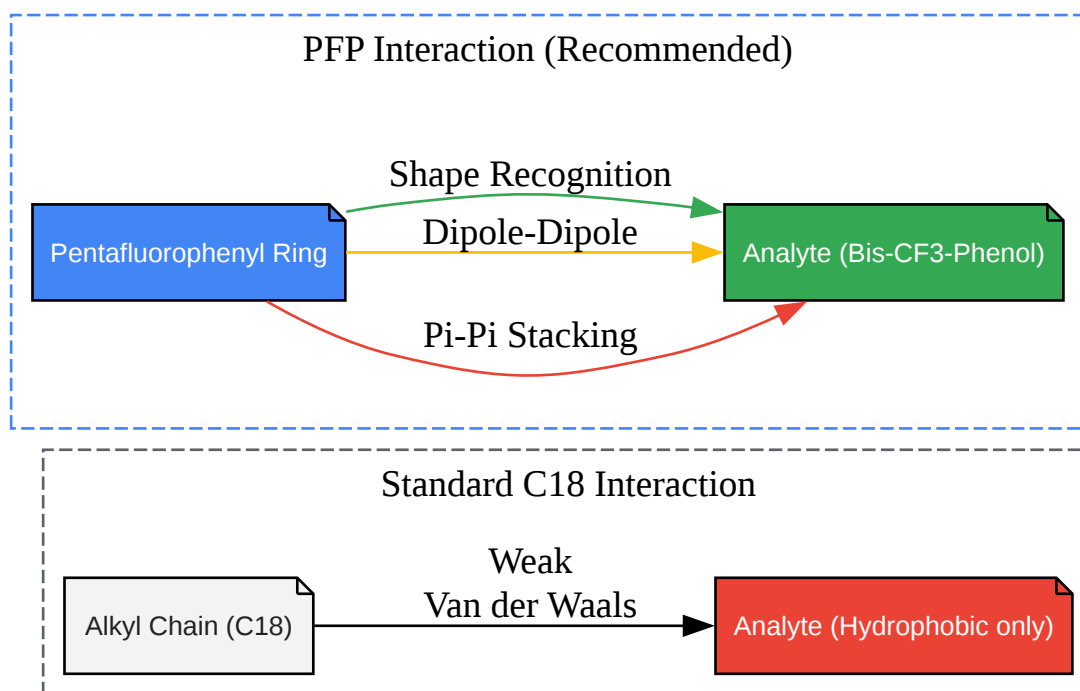 PFP Interaction (Recommended)
Shape Recognition
Dipole-Dipole
Pentafluorophenyl Ring
Analyte (Bis-CF3-Phenol)
Pi-Pi Stacking
Standard C18 Interaction
Weak
Van der Waals
Alkyl Chain (C18)
Analyte (Hydrophobic only)